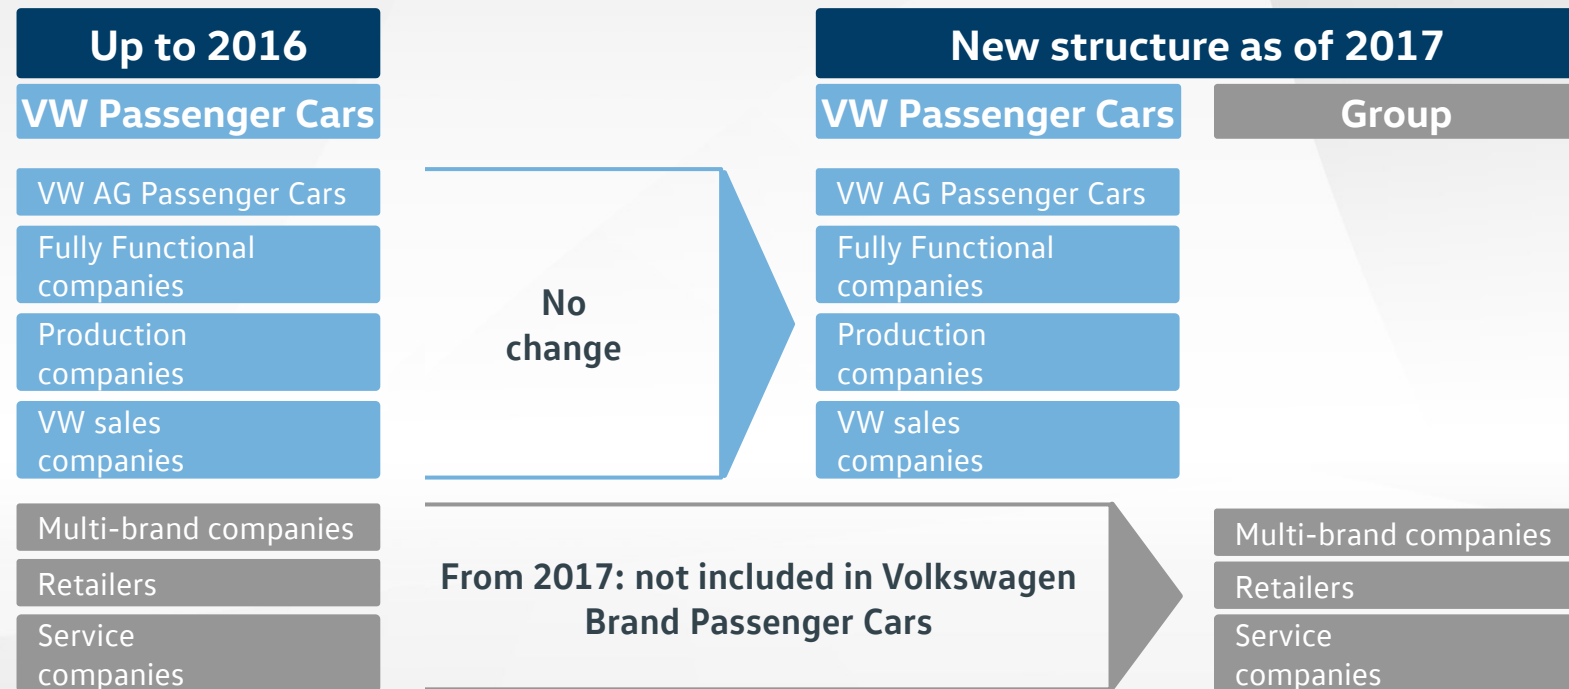 Up to 2016
VW Passenger Cars
VW AG Passenger Cars
Fully Functional
companies
Production
companies
VW sales
companies
Multi-brand companies
Retailers
Service
companies
No
change
From 2017: not included in Volkswagen
Brand Passenger Cars
New structure as of 2017
VW Passenger Cars
Group
VW AG Passenger Cars
Fully Functional
companies
Production
companies
VW sales
companies
Multi-brand companies
Retailers
Service
companies